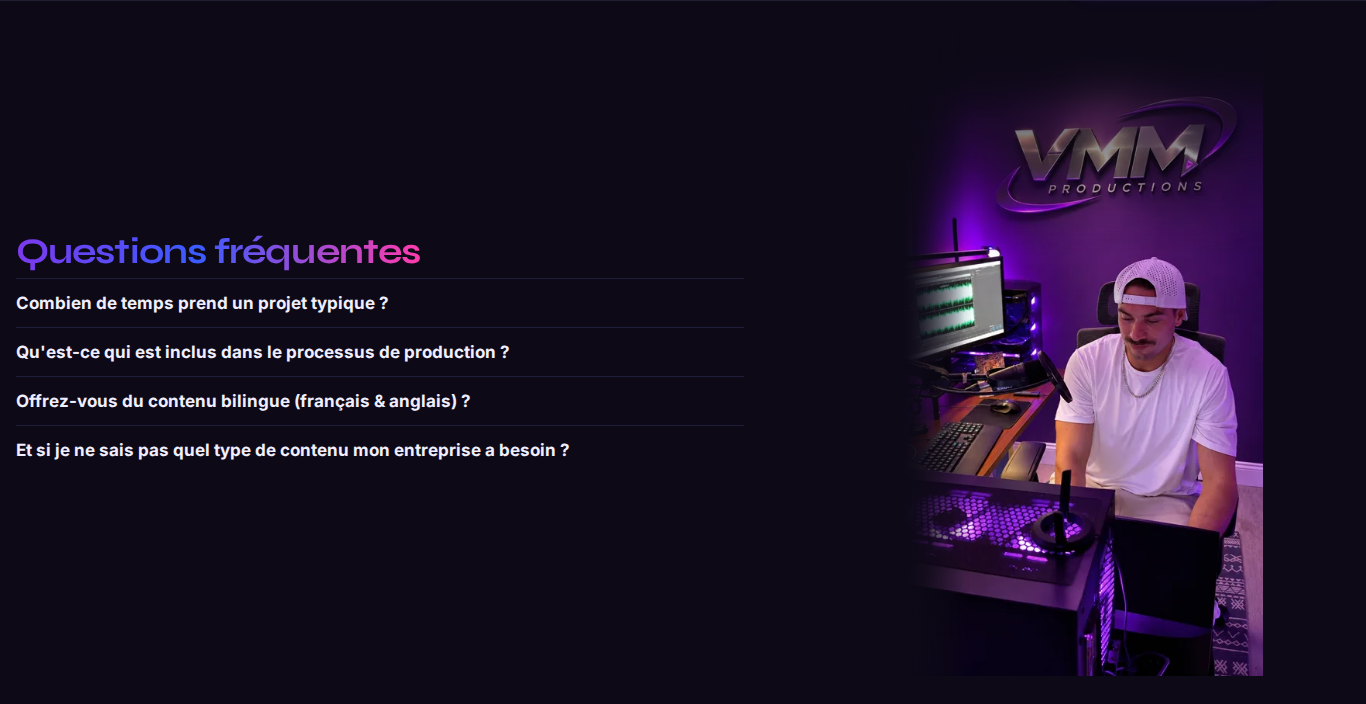 VMM
PRODUCTIONS
Questions fréquentes
Combien de temps prend un projet typique ?
Qu'est-ce qui est inclus dans le processus de production ?
Offrez-vous du contenu bilingue (français & anglais) ?
Et si je ne sais pas quel type de contenu mon entreprise a besoin ?